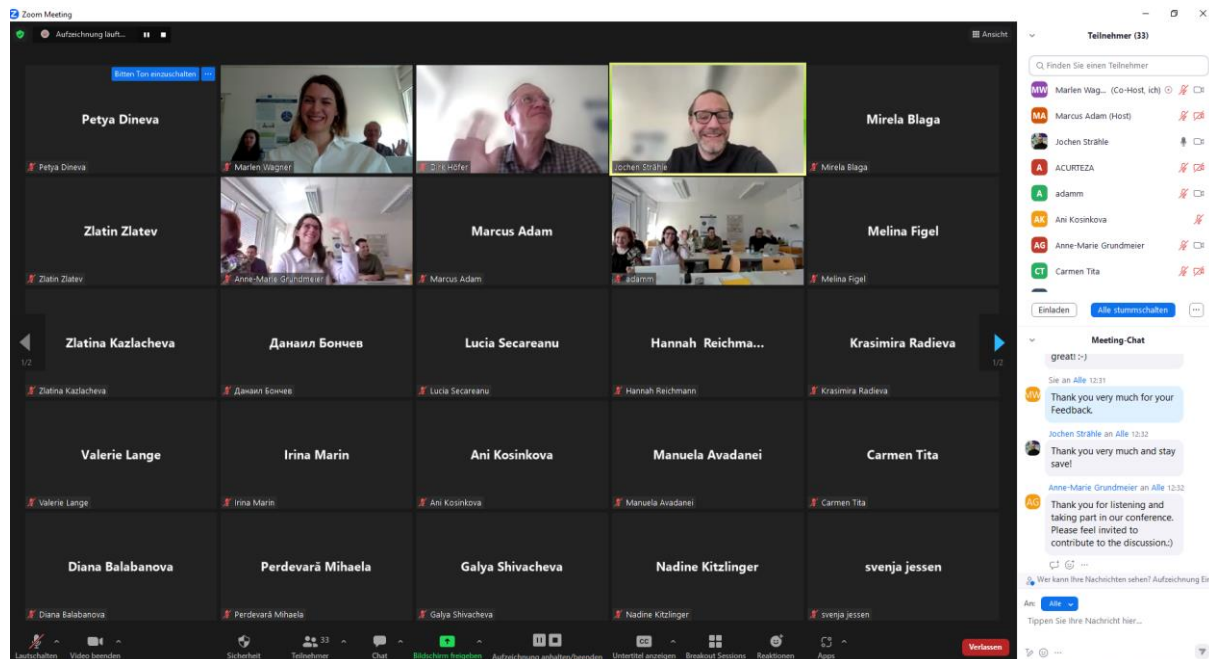 Zoom Meeting
Aufzeichnung läuft...
Ansicht
Bitten Ton einzuschalten ...
Petya Dineva
Petya Dineva
Marlen Wagner
Dirk Höfer
Jochen Strähle
Mirela Blaga
Mirela Blaga
Zlatin Zlatev
Zlatin Zlatev
Anne-Marie Grundmeier
Marcus Adam
Marcus Adam
adamm
Melina Figel
Melina Figel
Zlatina Kazlacheva
Zlatina Kazlacheva
Данаил Бончев
Данаил Бончев
Lucia Secareanu
Lucia Secareanu
Hannah Reichma...
Hannah Reichmann
Krasimira Radieva
Krasimira Radieva
1/2
1/2
Valerie Lange
Valerie Lange
Irina Marin
Irina Marin
Ani Kosinkova
Ani Kosinkova
Manuela Avadanei
Manuela Avadanei
Carmen Tita
Carmen Tita
Diana Balabanova
Diana Balabanova
Perdevară Mihaela
Perdevară Mihaela
Galya Shivacheva
Galya Shivacheva
Nadine Kitzlinger
Nadine Kitzlinger
svenja jessen
svenja jessen
Lautschalten
Video beenden
Sicherheit
33
Teilnehmer
Chat
Bildschirm freigeben
Aufzeichnung anhalten/beenden
CC
Untertitel anzeigen
Breakout Sessions
Reaktionen
Apps
Verlassen
Teilnehmer (33)
Finden Sie einen Teilnehmer
MW Marlen Wag... (Co-Host, ich)
MA Marcus Adam (Host)
Jochen Strähle
A ACURTEZA
A adamm
AK Ani Kosinkova
AG Anne-Marie Grundmeier
CT Carmen Tita
Einladen
Alle stummschalten
...
Meeting-Chat
great! :-)
Sie an Alle 12:31
MW
Thank you very much for your
Feedback.
Jochen Strähle an Alle 12:32
Thank you very much and stay
save!
Anne-Marie Grundmeier an Alle 12:32
AG
Thank you for listening and
taking part in our conference.
Please feel invited to
contribute to the discussion.:)
...
Wer kann Ihre Nachrichten sehen? Aufzeichnung Ein
An: Alle
Tippen Sie Ihre Nachricht hier...
...